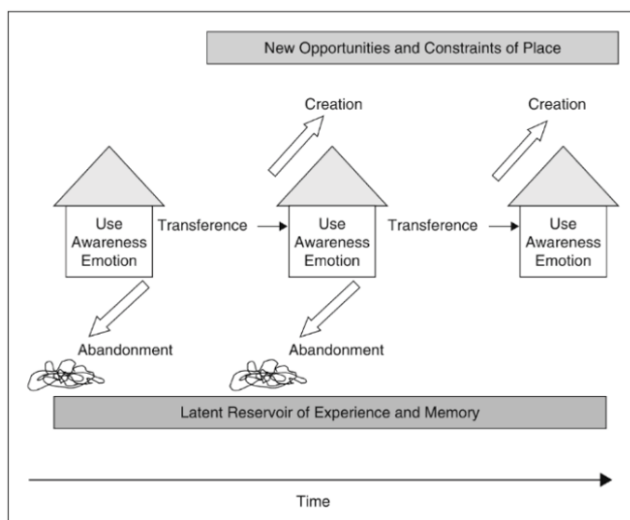 New Opportunities and Constraints of Place
Creation
Creation
Use
Awareness
Emotion
Transference
Use
Awareness
Emotion
Transference
Use
Awareness
Emotion
Abandonment
Abandonment
Latent Reservoir of Experience and Memory
Time